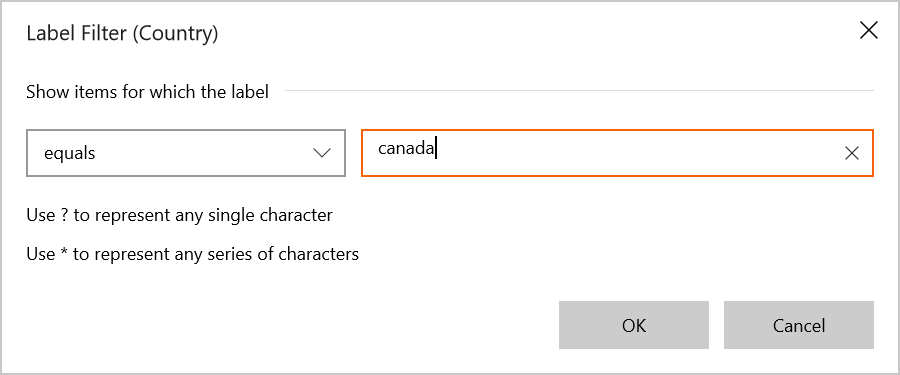 Label Filter (Country)
Show items for which the label
equals
canada
Use ? to represent any single character
Use * to represent any series of characters
OK
Cancel